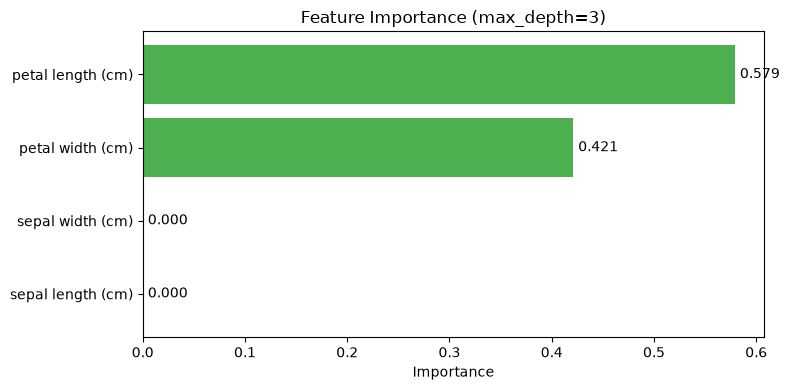 Feature Importance (max_depth=3)
petal length (cm) 0.579
petal width (cm) 0.421
sepal width (cm) 0.000
sepal length (cm) 0.000
0.0 0.1 0.2 0.3 0.4 0.5 0.6
Importance